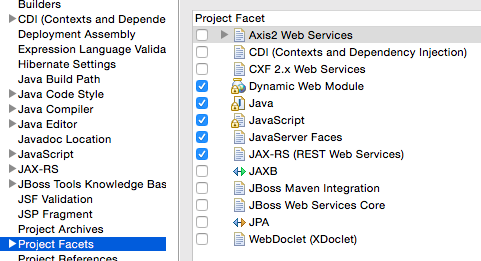 Builders
CDI (Contexts and Depende
Deployment Assembly
Expression Language Valida
Hibernate Settings
Java Build Path
Java Code Style
Java Compiler
Java Editor
Javadoc Location
JavaScript
JAX-RS
JBoss Tools Knowledge Bas
JSF Validation
JSP Fragment
Project Archives
Project Facets
Project References
Project Facet
Axis2 Web Services
CDI (Contexts and Dependency Injection)
CXF 2.x Web Services
Dynamic Web Module
Java
JavaScript
JavaServer Faces
JAX-RS (REST Web Services)
JAXB
JBoss Maven Integration
JBoss Web Services Core
JPA
WebDoclet (XDoclet)